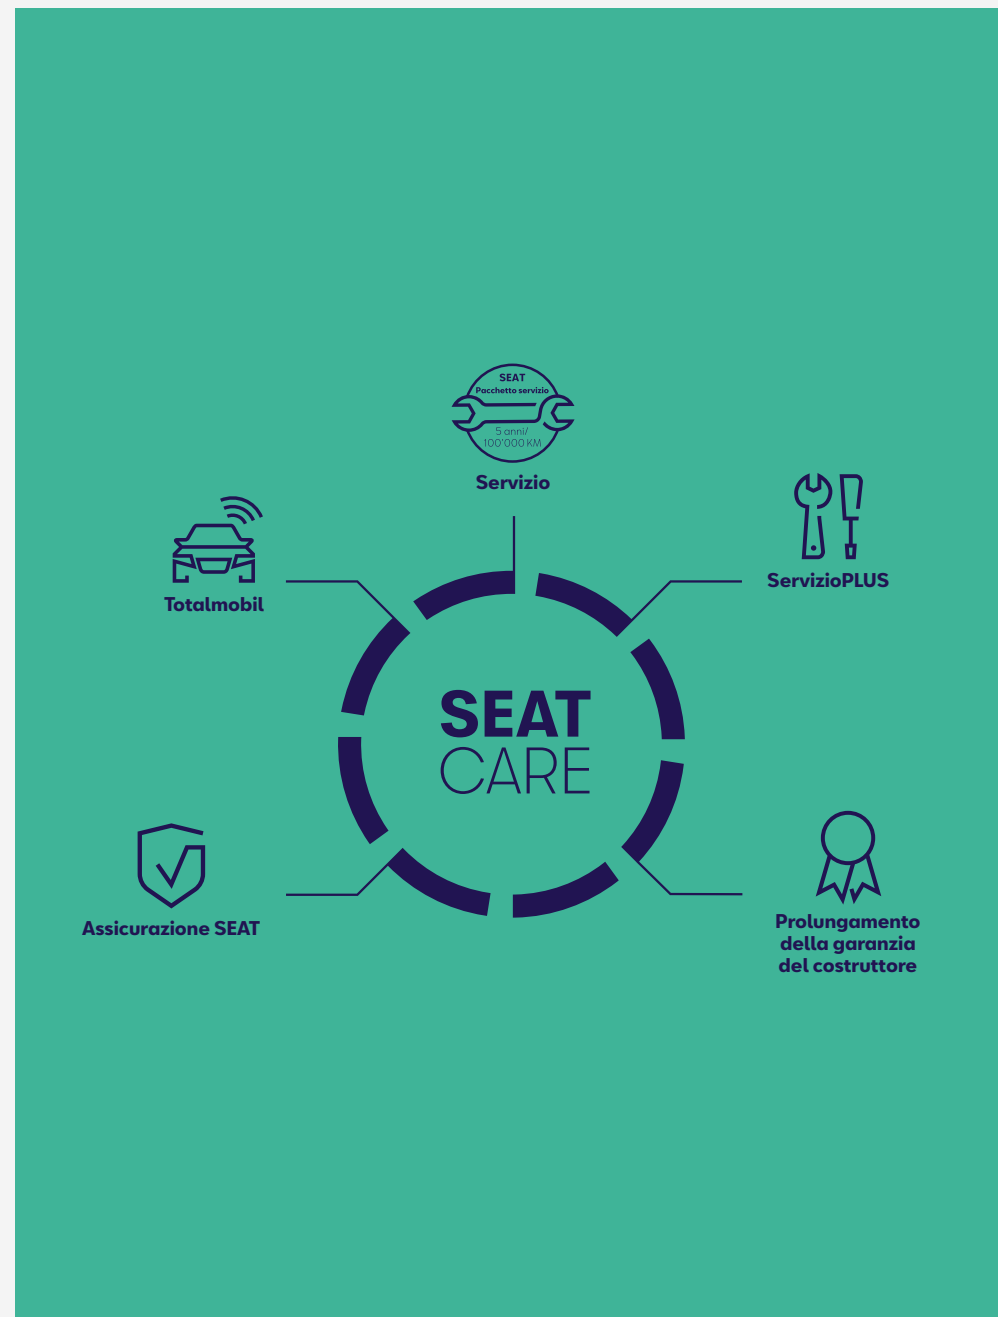 SEAT
Pacchetto servizio
5 anni/
100'000 KM
Servizio
ServizioPLUS
Totalmobil
SEAT
CARE
Assicurazione SEAT
Prolungamento
della garanzia
del costruttore